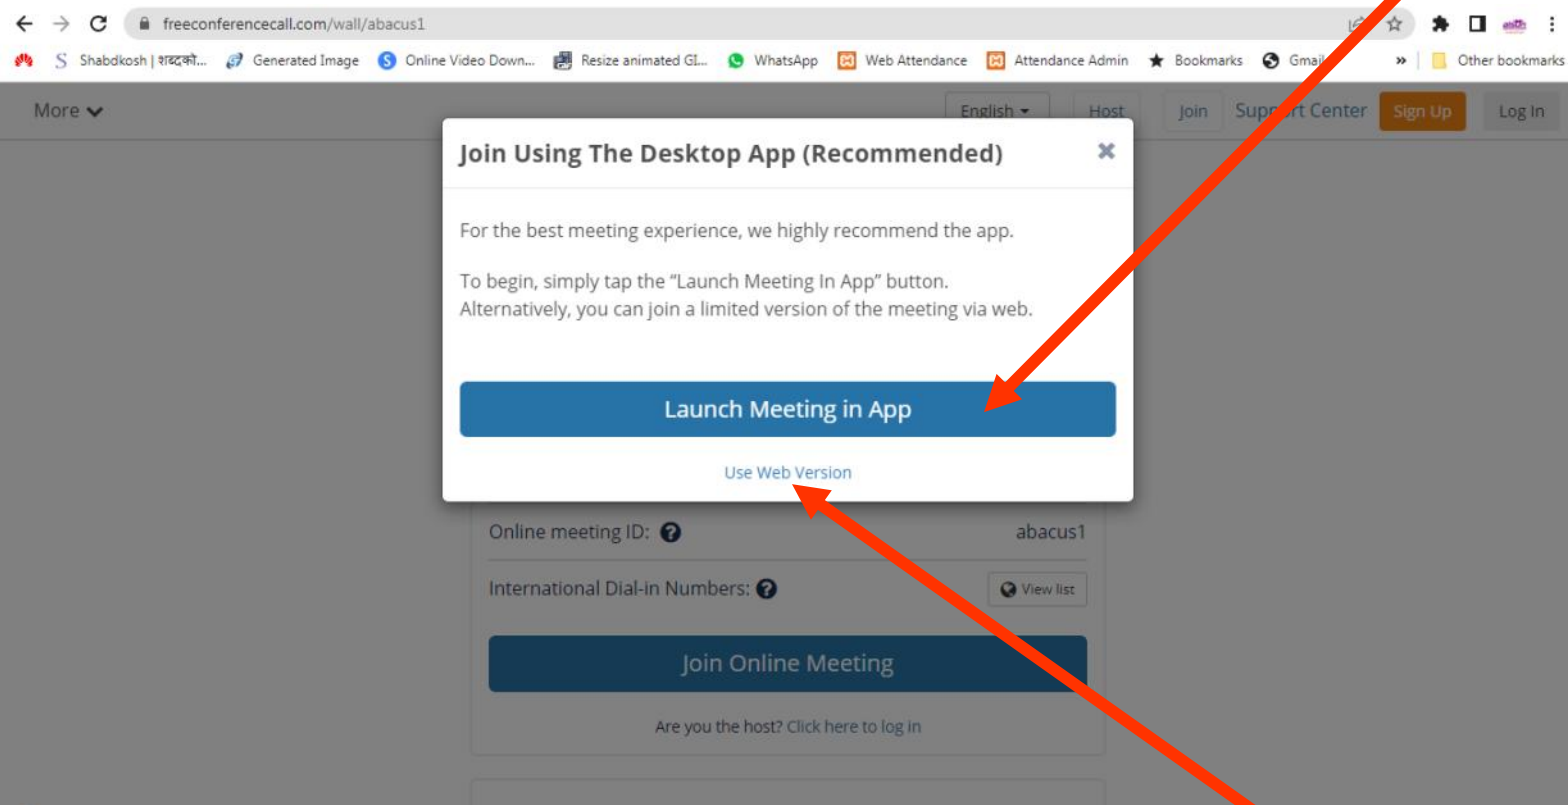 freeconferencecall.com/wall/abacus1
Shabdkosh | शब्दको... Generated Image Online Video Down... Resize animated GI... WhatsApp Web Attendance Attendance Admin Bookmarks Gmail » Other bookmarks
More English Host Join Support Center Sign Up Log In
Join Using The Desktop App (Recommended)
For the best meeting experience, we highly recommend the app.
To begin, simply tap the “Launch Meeting In App” button.
Alternatively, you can join a limited version of the meeting via web.
Launch Meeting in App
Use Web Version
Online meeting ID: abacus1
International Dial-in Numbers: View list
Join Online Meeting
Are you the host? Click here to log in